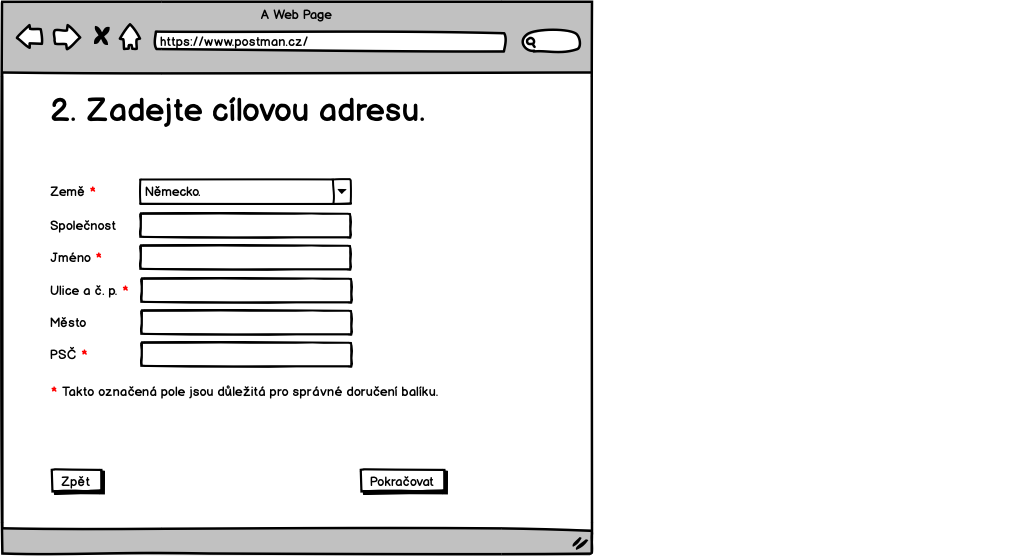 A Web Page
https://www.postman.cz/
2. Zadejte cílovou adresu.
Země * Německo.
Společnost
Jméno *
Ulice a č. p. *
Město
PSČ *
* Takto označená pole jsou důležitá pro správné doručení balíku.
Zpět Pokračovat